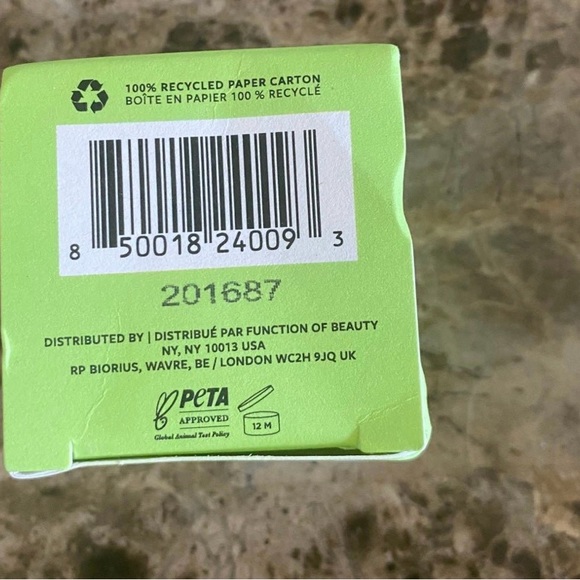 100% RECYCLED PAPER CARTON
BOÎTE EN PAPIER 100 % RECYCLÉ
8 50018 24009 3
201687
DISTRIBUTED BY | DISTRIBUÉ PAR FUNCTION OF BEAUTY
NY, NY 10013 USA
RP BIORIUS, WAVRE, BE / LONDON WC2H 9JQ UK
PETA
APPROVED
Global Animal Test Policy
12 M